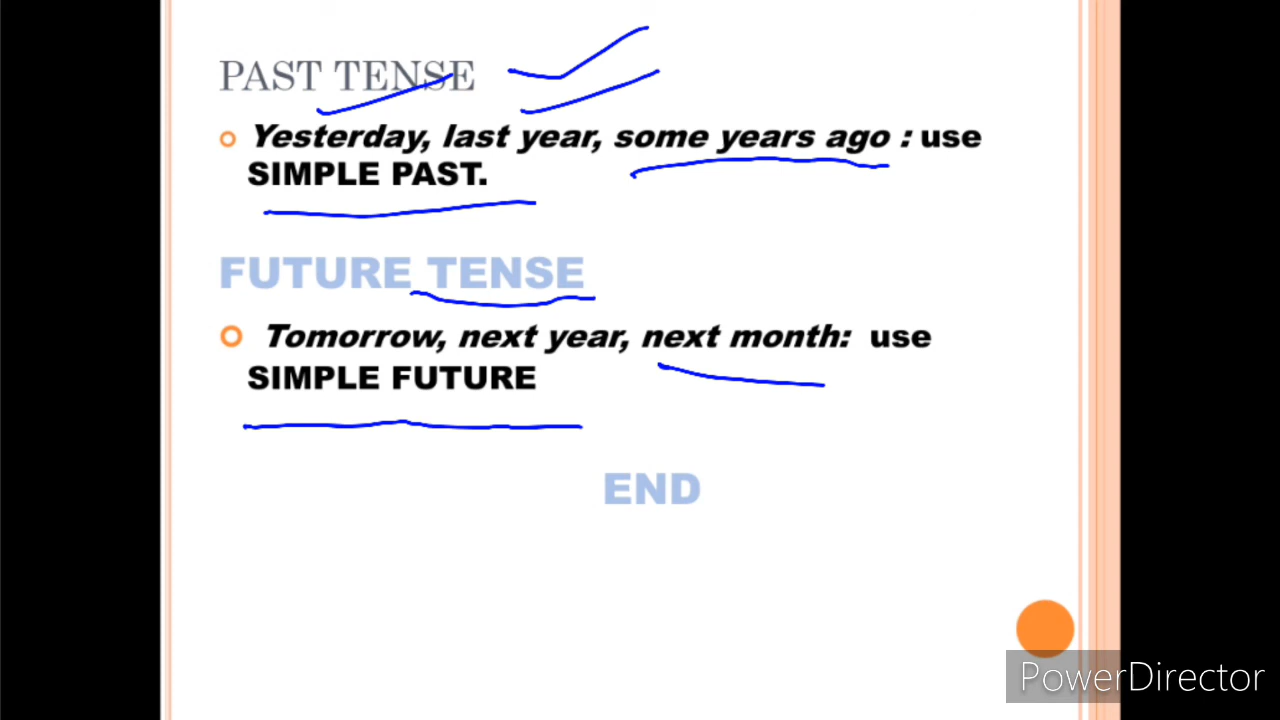 PAST TENSE
Yesterday, last year, some years ago : use
SIMPLE PAST.
FUTURE TENSE
Tomorrow, next year, next month: use
SIMPLE FUTURE
END
PowerDirector